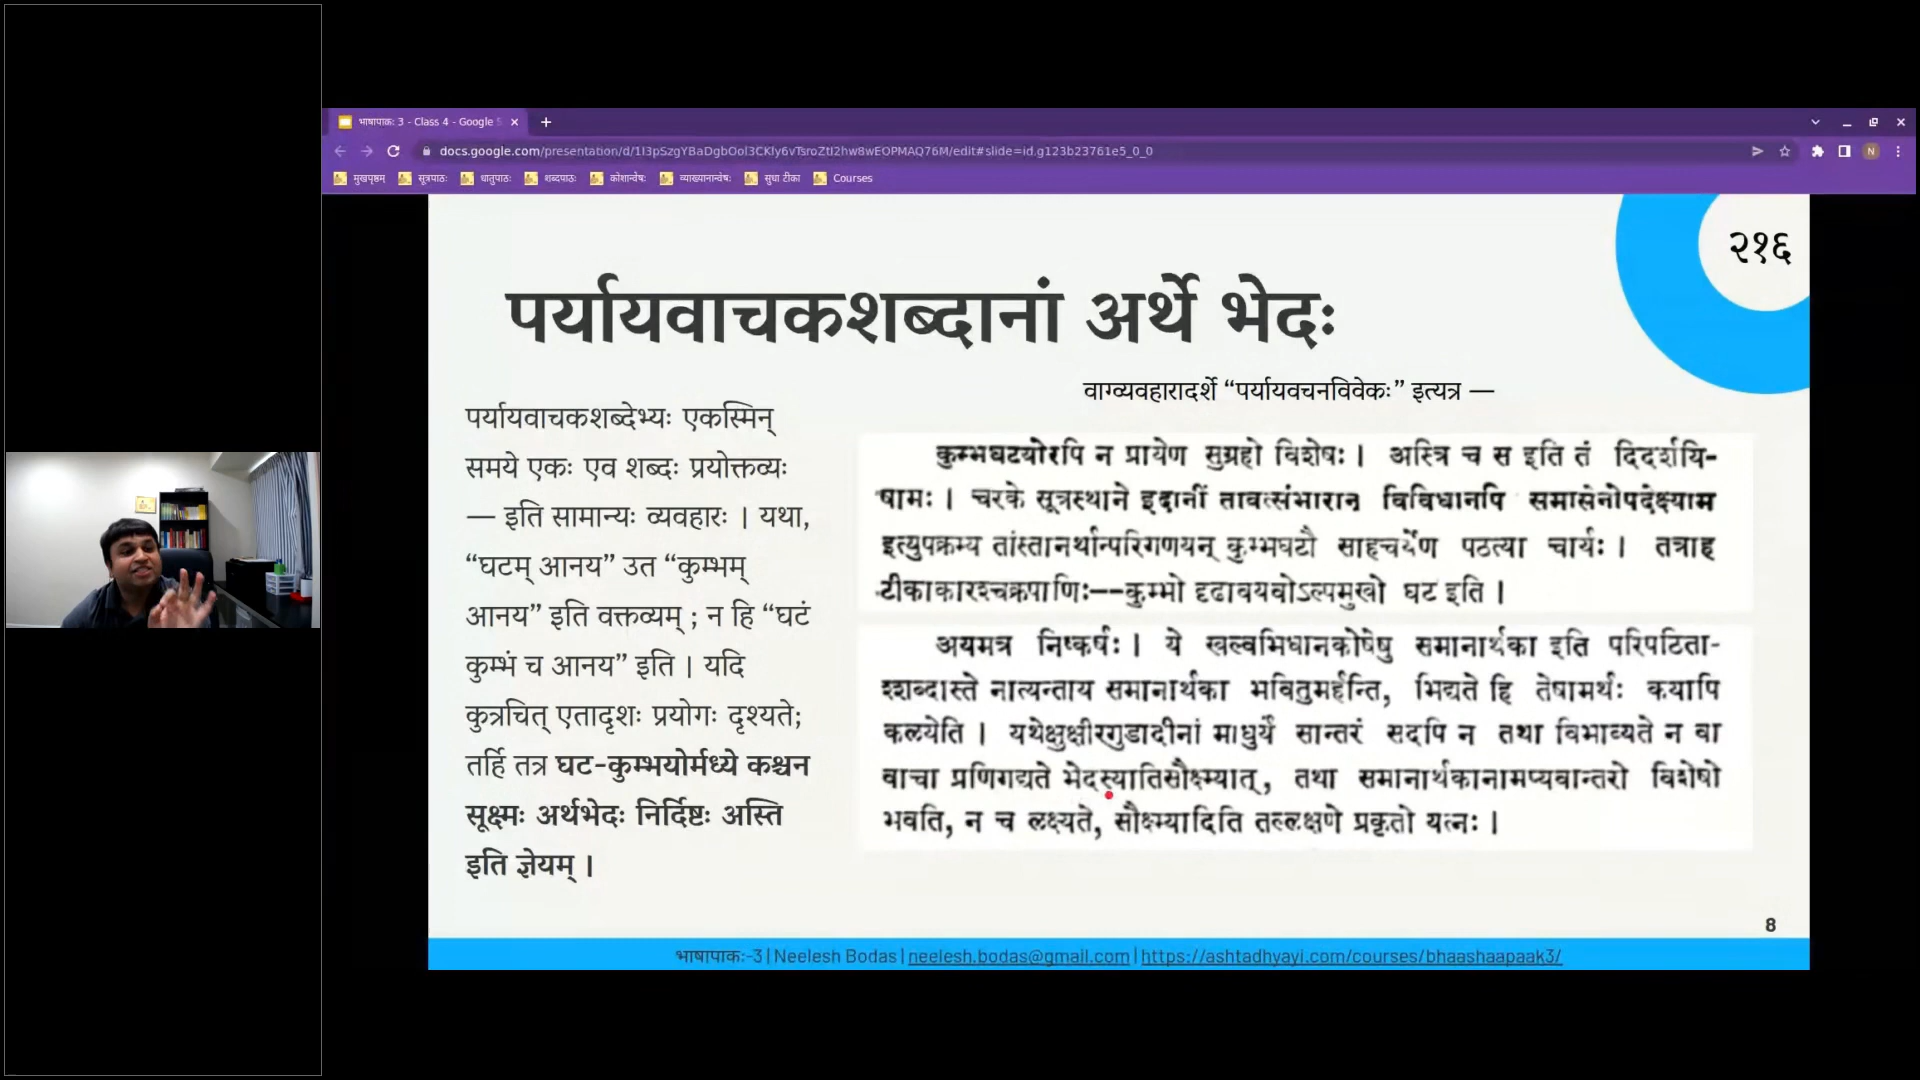 भाषापाकः 3 - Class 4 - Google S
docs.google.com/presentation/d/1I3pSzgYBaDgbOol3CKly6vTsroZtI2hw8wEOPMAQ76M/edit#slide=id.g123b23761e5_0_0
N
मुखपृष्ठम् सूत्रपाठः धातुपाठः शब्दपाठः कोशान्वेषः व्याख्यानान्वेषः सुधा टीका Courses
२१६
पर्यायवाचकशब्दानां अर्थे भेदः
पर्यायवाचकशब्देभ्यः एकस्मिन्
समये एकः एव शब्दः प्रयोक्तव्यः
— इति सामान्यः व्यवहारः । यथा,
“घटम् आनय” उत “कुम्भम्
आनय” इति वक्तव्यम् ; न हि “घटं
कुम्भं च आनय” इति । यदि
कुत्रचित् एतादृशः प्रयोगः दृश्यते;
तर्हि तत्र घट-कुम्भयोर्मध्ये कश्चन
सूक्ष्मः अर्थभेदः निर्दिष्टः अस्ति
इति ज्ञेयम् ।
वाग्व्यवहारादर्शे “पर्यायवचनविवेकः” इत्यत्र —
कुम्भघटयोरपि न प्रायेण सुग्रहो विशेषः । अस्ति च स इति तं दिदर्शयि-
षामः । चरके सूत्रस्थाने इदानीं तावत्संभारान् विविधानपि समासेनोपदेक्ष्याम
इत्युपक्रम्य तांस्तानर्थान्परिगणयन् कुम्भघटौ साहचर्येण पठत्या चार्यः । तत्राह
टीकाकारश्चक्रपाणिः--कुम्भो दृढावयवोऽल्पमुखो घट इति ।
अयमत्र निष्कर्षः । ये खल्वभिधानकोषेषु समानार्थका इति परिपठिता-
श्शब्दास्ते नात्यन्ताय समानार्थका भवितुमर्हन्ति, भिद्यते हि तेषामर्थः कयापि
कलयेति । यथेक्षुक्षीरगुडादीनां माधुर्ये सान्तरं सदपि न तथा विभाव्यते न वा
वाचा प्रणिगद्यते भेदस्यातिसौक्ष्म्यात्, तथा समानार्थकानामप्यवान्तरो विशेषो
भवति, न च लक्ष्यते, सौक्ष्म्यादिति तल्लक्षणे प्रकृतो यत्नः ।
8
भाषापाकः-3 | Neelesh Bodas | neelesh.bodas@gmail.com | https://ashtadhyayi.com/courses/bhaashaapaak3/